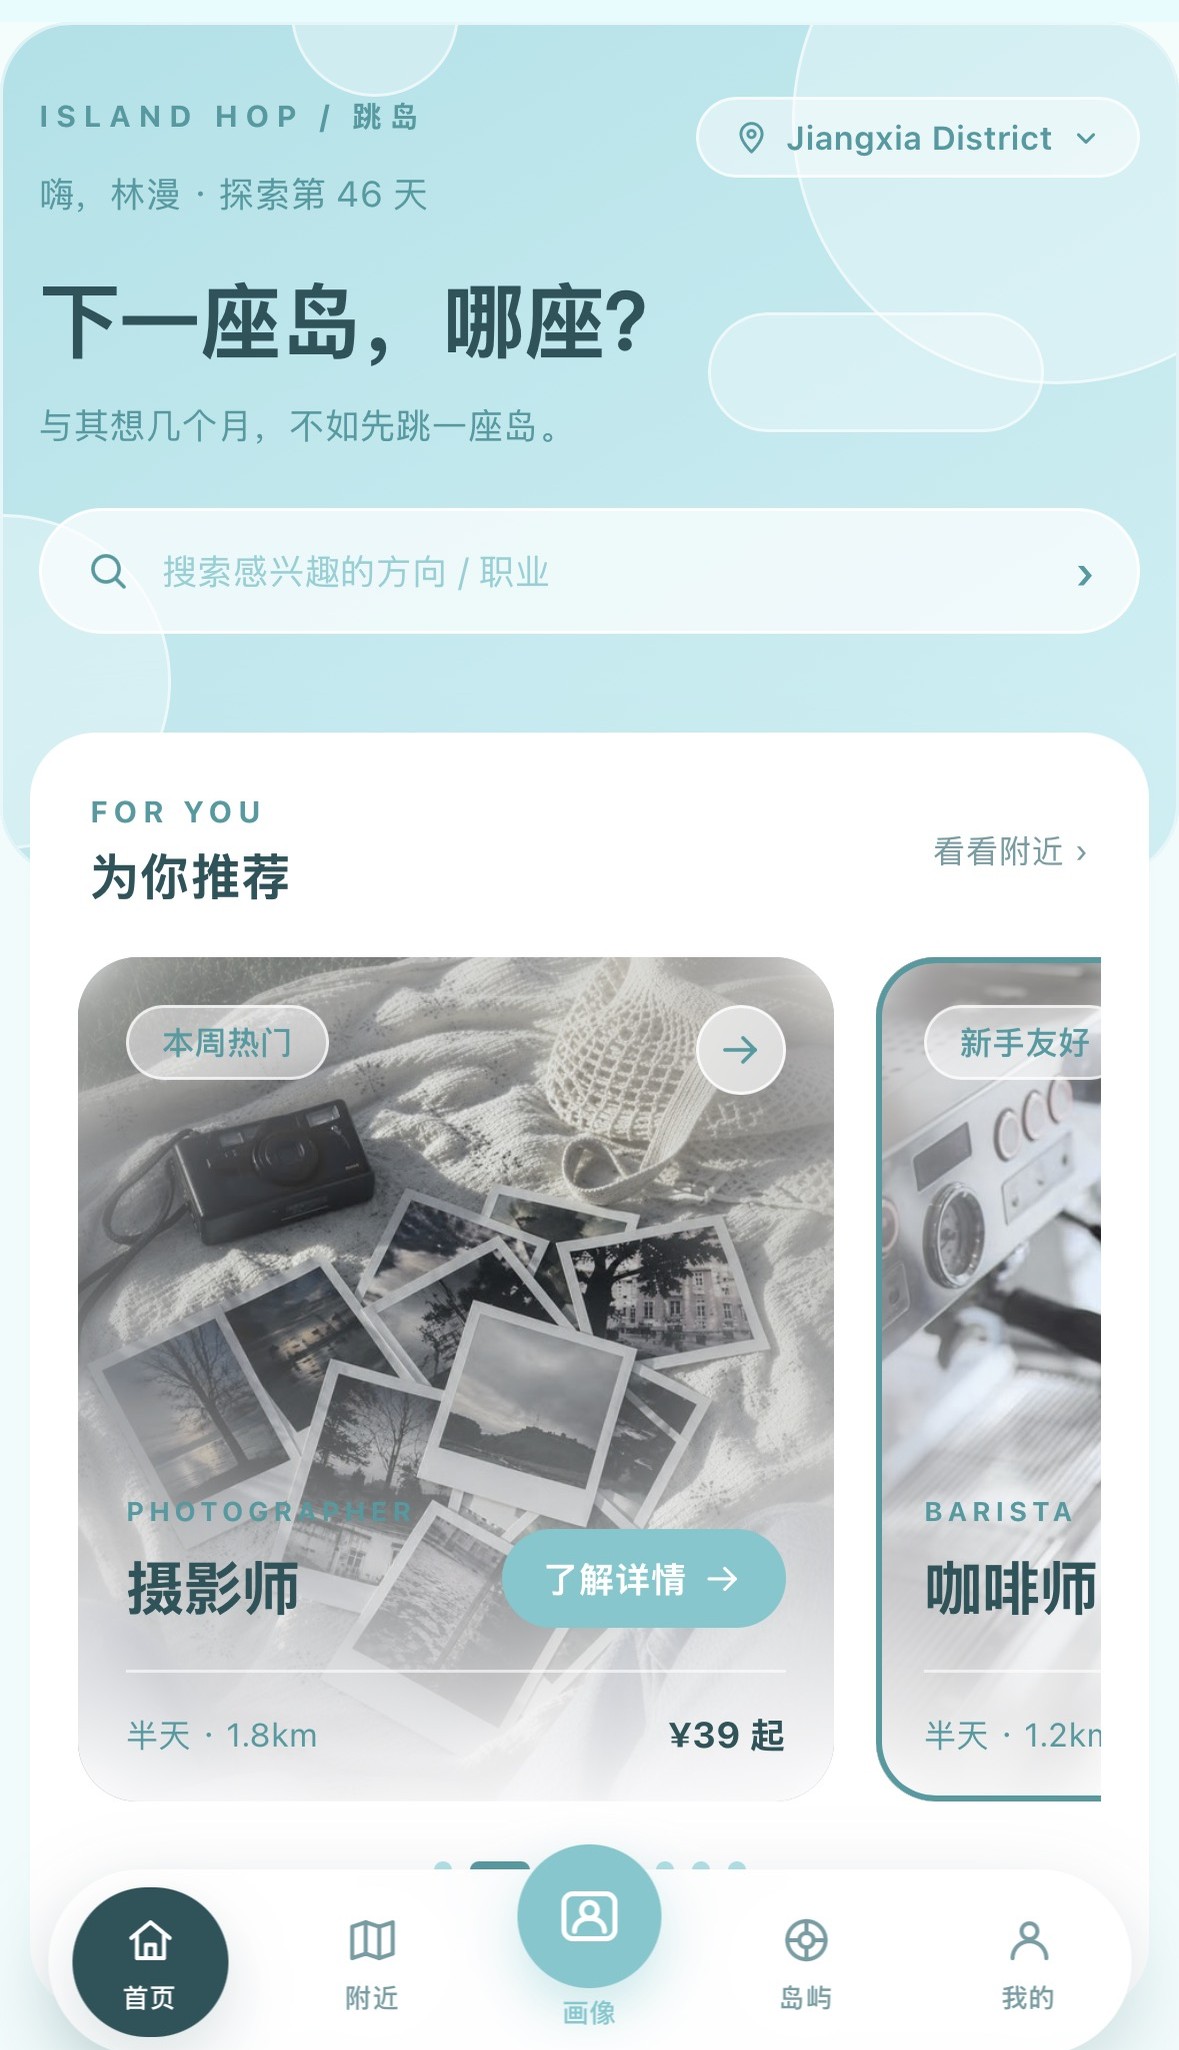 ISLAND HOP / 跳岛
Jiangxia District
嗨，林漫 · 探索第 46 天
下一座岛，哪座?
与其想几个月，不如先跳一座岛。
搜索感兴趣的方向 / 职业
FOR YOU
为你推荐
看看附近 ›
本周热门
PHOTOGRAPHER
摄影师
了解详情 →
半天 · 1.8km
¥39 起
新手友好
BARISTA
咖啡师
半天 · 1.2km
首页
附近
画像
岛屿
我的